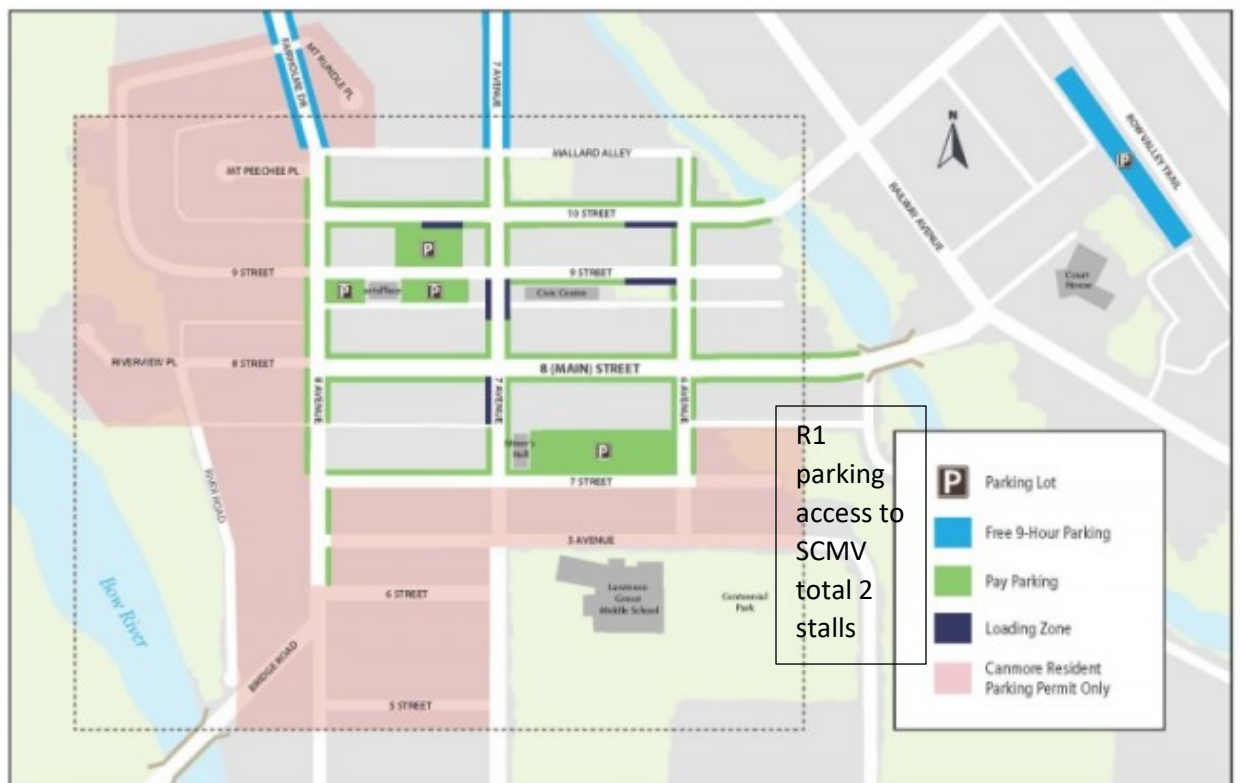 FAIRHOLME DR
MT RUNDLE PL
7 AVENUE
N
MALLARD ALLEY
BOW VALLEY TRAIL
P
MT PEECHEE PL
10 STREET
RAILWAY AVENUE
P
9 STREET
9 STREET
P
artsPlace
P
Civic Centre
Court
House
RIVERVIEW PL
8 STREET
8 (MAIN) STREET
8 AVENUE
7 AVENUE
6 AVENUE
Miner's
Hall
P
7 STREET
RIVER ROAD
5 AVENUE
6 STREET
Lawrence
Grassi
Middle School
Centennial
Park
Bow River
BRIDGE ROAD
5 STREET
R1
parking
access to
SCMV
total 2
stalls
P Parking Lot
Free 9-Hour Parking
Pay Parking
Loading Zone
Canmore Resident
Parking Permit Only